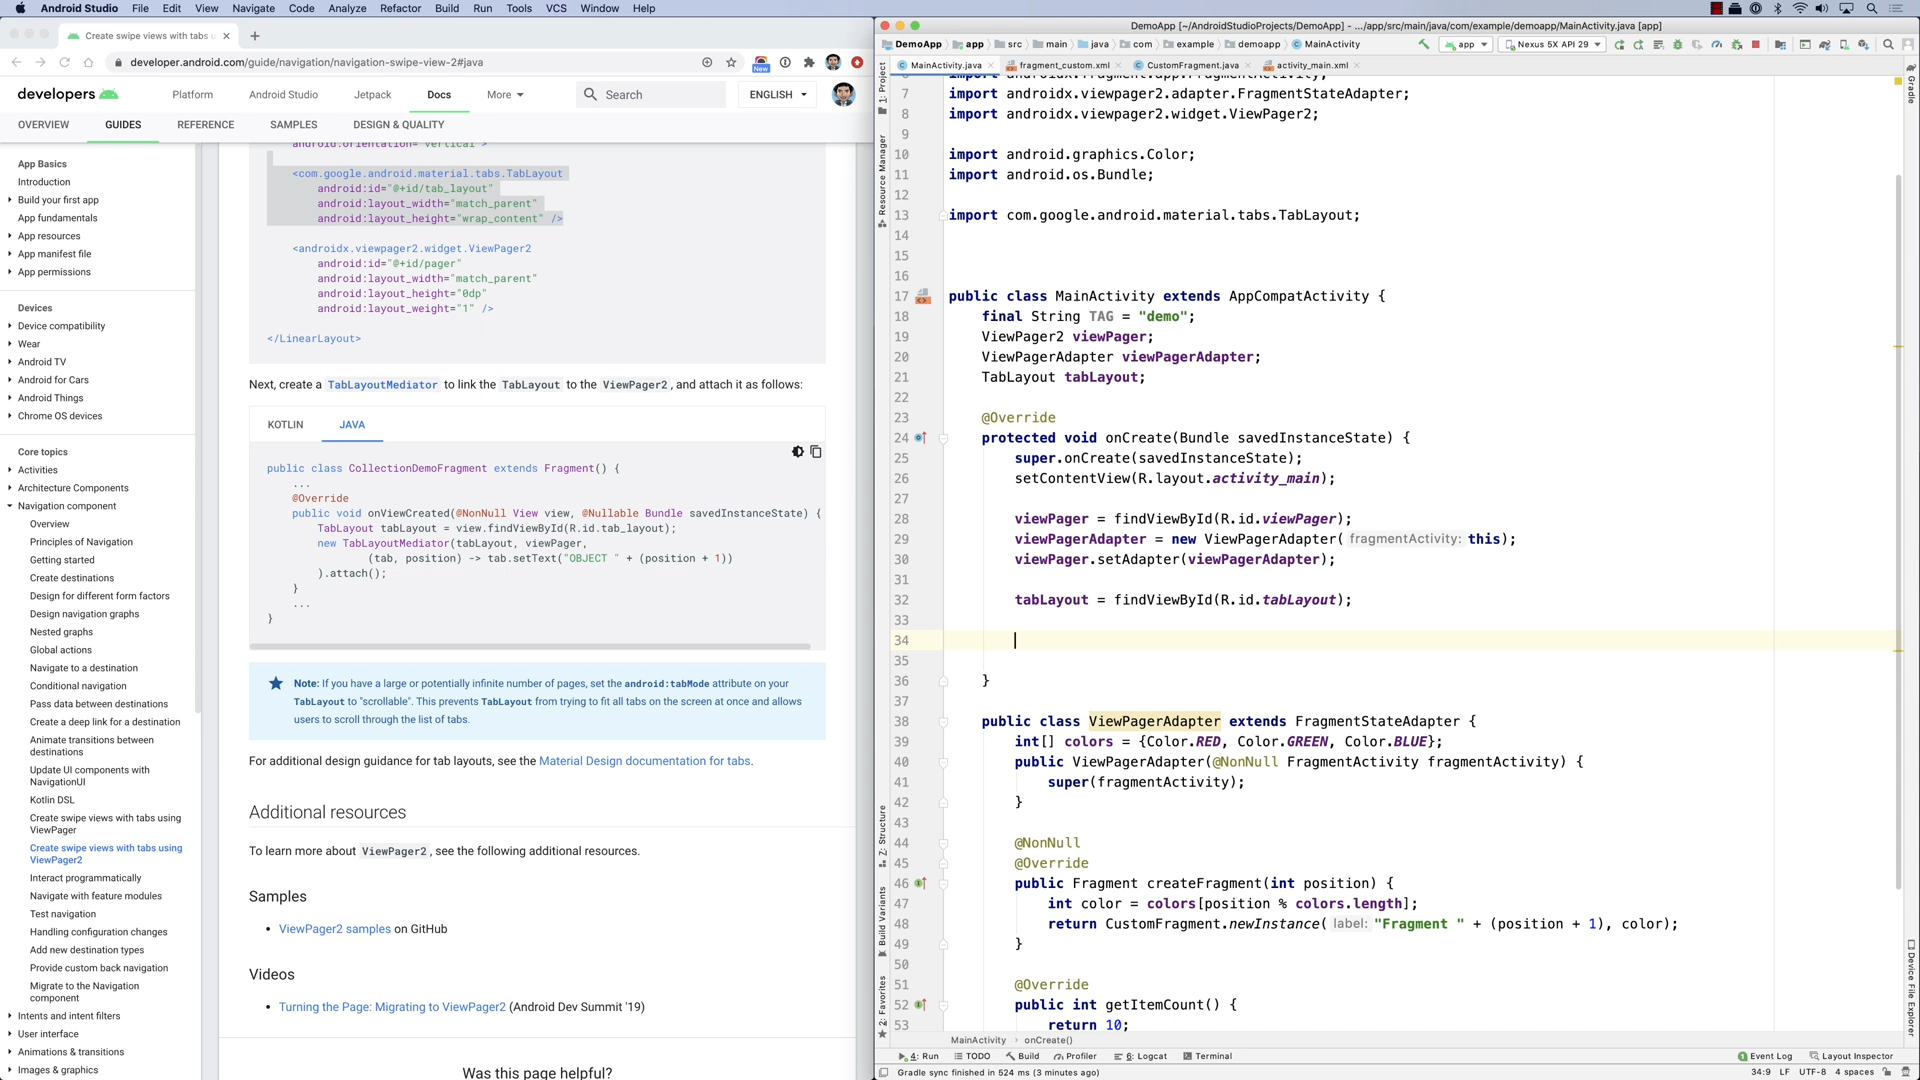 Android Studio File Edit View Navigate Code Analyze Refactor Build Run Tools VCS Window Help
Create swipe views with tabs u
DemoApp [~/AndroidStudioProjects/DemoApp] - .../app/src/main/java/com/example/demoapp/MainActivity.java [app]
DemoApp app src main java com example demoapp MainActivity app Nexus 5X API 29
developer.android.com/guide/navigation/navigation-swipe-view-2#java
New
MainActivity.java fragment_custom.xml CustomFragment.java activity_main.xml
developers Platform Android Studio Jetpack Docs More Search ENGLISH
OVERVIEW GUIDES REFERENCE SAMPLES DESIGN & QUALITY
App Basics
Introduction
Build your first app
App fundamentals
App resources
App manifest file
App permissions
Devices
Device compatibility
Wear
Android TV
Android for Cars
Android Things
Chrome OS devices
Core topics
Activities
Architecture Components
Navigation component
Overview
Principles of Navigation
Getting started
Create destinations
Design for different form factors
Design navigation graphs
Nested graphs
Global actions
Navigate to a destination
Conditional navigation
Pass data between destinations
Create a deep link for a destination
Animate transitions between
destinations
Update UI components with
NavigationUI
Kotlin DSL
Create swipe views with tabs using
ViewPager
Create swipe views with tabs using
ViewPager2
Interact programmatically
Navigate with feature modules
Test navigation
Handling configuration changes
Add new destination types
Provide custom back navigation
Migrate to the Navigation
component
Intents and intent filters
User interface
Animations & transitions
Images & graphics
android:orientation="vertical">
<com.google.android.material.tabs.TabLayout
android:id="@+id/tab_layout"
android:layout_width="match_parent"
android:layout_height="wrap_content" />
<androidx.viewpager2.widget.ViewPager2
android:id="@+id/pager"
android:layout_width="match_parent"
android:layout_height="0dp"
android:layout_weight="1" />
</LinearLayout>
Next, create a TabLayoutMediator to link the TabLayout to the ViewPager2, and attach it as follows:
KOTLIN JAVA
public class CollectionDemoFragment extends Fragment() {
...
@Override
public void onViewCreated(@NonNull View view, @Nullable Bundle savedInstanceState) {
TabLayout tabLayout = view.findViewById(R.id.tab_layout);
new TabLayoutMediator(tabLayout, viewPager,
(tab, position) -> tab.setText("OBJECT " + (position + 1))
).attach();
}
...
}
Note: If you have a large or potentially infinite number of pages, set the android:tabMode attribute on your
TabLayout to "scrollable". This prevents TabLayout from trying to fit all tabs on the screen at once and allows
users to scroll through the list of tabs.
For additional design guidance for tab layouts, see the Material Design documentation for tabs.
Additional resources
To learn more about ViewPager2, see the following additional resources.
Samples
• ViewPager2 samples on GitHub
Videos
• Turning the Page: Migrating to ViewPager2 (Android Dev Summit '19)
Was this page helpful?
1: Project
Resource Manager
Z: Structure
Build Variants
2: Favorites
7 import androidx.viewpager2.adapter.FragmentStateAdapter;
8 import androidx.viewpager2.widget.ViewPager2;
9
10 import android.graphics.Color;
11 import android.os.Bundle;
12
13 import com.google.android.material.tabs.TabLayout;
14
15
16
17 public class MainActivity extends AppCompatActivity {
18 final String TAG = "demo";
19 ViewPager2 viewPager;
20 ViewPagerAdapter viewPagerAdapter;
21 TabLayout tabLayout;
22
23 @Override
24 protected void onCreate(Bundle savedInstanceState) {
25 super.onCreate(savedInstanceState);
26 setContentView(R.layout.activity_main);
27
28 viewPager = findViewById(R.id.viewPager);
29 viewPagerAdapter = new ViewPagerAdapter( fragmentActivity: this);
30 viewPager.setAdapter(viewPagerAdapter);
31
32 tabLayout = findViewById(R.id.tabLayout);
33
34
35
36 }
37
38 public class ViewPagerAdapter extends FragmentStateAdapter {
39 int[] colors = {Color.RED, Color.GREEN, Color.BLUE};
40 public ViewPagerAdapter(@NonNull FragmentActivity fragmentActivity) {
41 super(fragmentActivity);
42 }
43
44 @NonNull
45 @Override
46 public Fragment createFragment(int position) {
47 int color = colors[position % colors.length];
48 return CustomFragment.newInstance( label: "Fragment " + (position + 1), color);
49 }
50
51 @Override
52 public int getItemCount() {
53 return 10;
Gradle
Device File Explorer
MainActivity › onCreate()
4: Run TODO Build Profiler 6: Logcat Terminal Event Log Layout Inspector
Gradle sync finished in 524 ms (3 minutes ago) 34:9 LF UTF-8 4 spaces